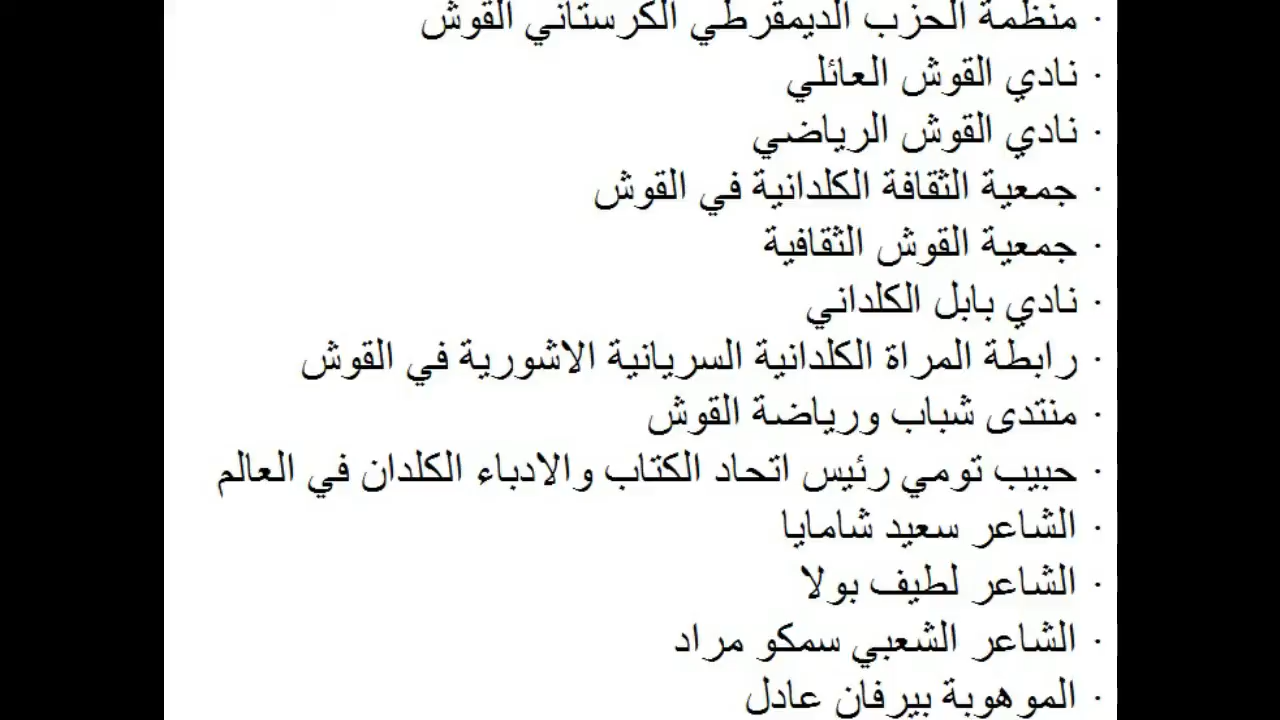 · منظمة الحزب الديمقرطي الكرستاني القوش
· نادي القوش العائلي
· نادي القوش الرياضي
· جمعية الثقافة الكلدانية في القوش
· جمعية القوش الثقافية
· نادي بابل الكلداني
· رابطة المراة الكلدانية السريانية الاشورية في القوش
· منتدى شباب ورياضة القوش
· حبيب تومي رئيس اتحاد الكتاب والادباء الكلدان في العالم
· الشاعر سعيد شامايا
· الشاعر لطيف بولا
· الشاعر الشعبي سمكو مراد
· الموهوبة بيرفان عادل